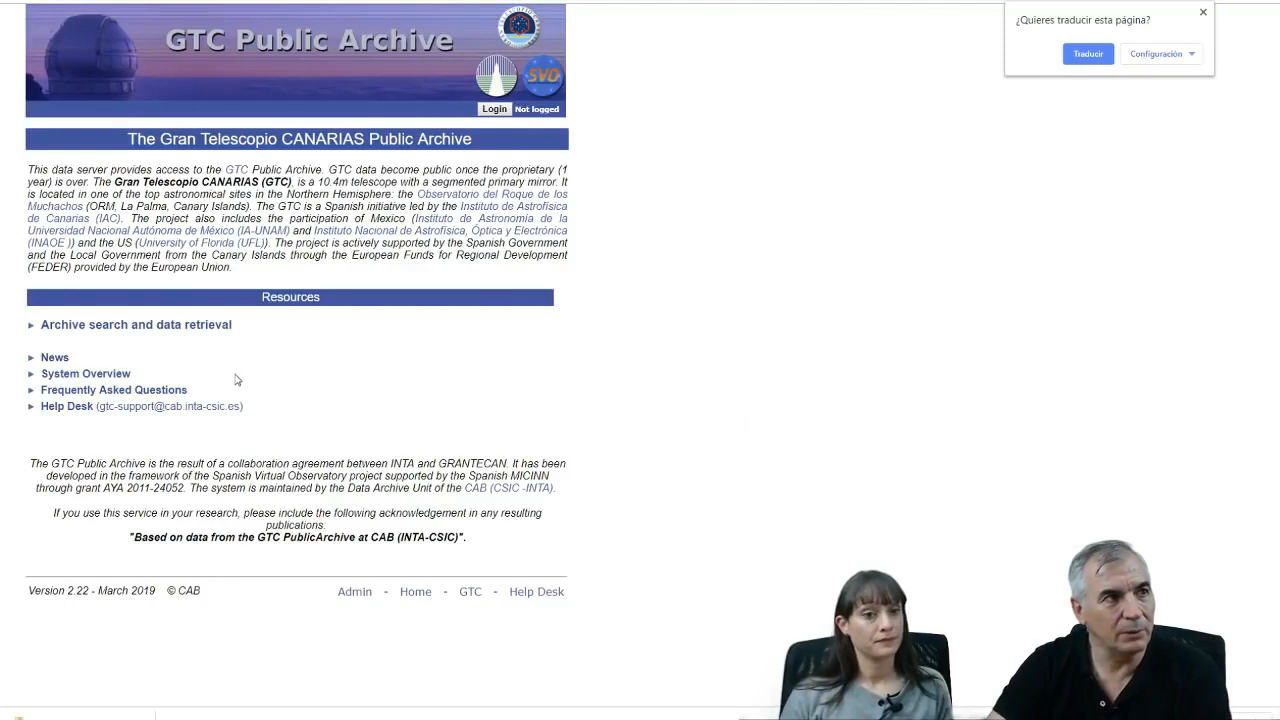 ¿Quieres traducir esta página?
Traducir
Configuración
GTC Public Archive
SVO
Login Not logged
The Gran Telescopio CANARIAS Public Archive
This data server provides access to the GTC Public Archive. GTC data become public once the proprietary (1
year) is over. The Gran Telescopio CANARIAS (GTC), is a 10.4m telescope with a segmented primary mirror. It
is located in one of the top astronomical sites in the Northern Hemisphere: the Observatorio del Roque de los
Muchachos (ORM, La Palma, Canary Islands). The GTC is a Spanish initiative led by the Instituto de Astrofísica
de Canarias (IAC). The project also includes the participation of Mexico (Instituto de Astronomía de la
Universidad Nacional Autónoma de México (IA-UNAM) and Instituto Nacional de Astrofísica, Óptica y Electrónica
(INAOE )) and the US (University of Florida (UFL)). The project is actively supported by the Spanish Government
and the Local Government from the Canary Islands through the European Funds for Regional Development
(FEDER) provided by the European Union.
Resources
Archive search and data retrieval
News
System Overview
Frequently Asked Questions
Help Desk (gtc-support@cab.inta-csic.es)
The GTC Public Archive is the result of a collaboration agreement between INTA and GRANTECAN. It has been
developed in the framework of the Spanish Virtual Observatory project supported by the Spanish MICINN
through grant AYA 2011-24052. The system is maintained by the Data Archive Unit of the CAB (CSIC -INTA).
If you use this service in your research, please include the following acknowledgement in any resulting
publications:
"Based on data from the GTC PublicArchive at CAB (INTA-CSIC)".
Version 2.22 - March 2019 © CAB Admin - Home - GTC - Help Desk